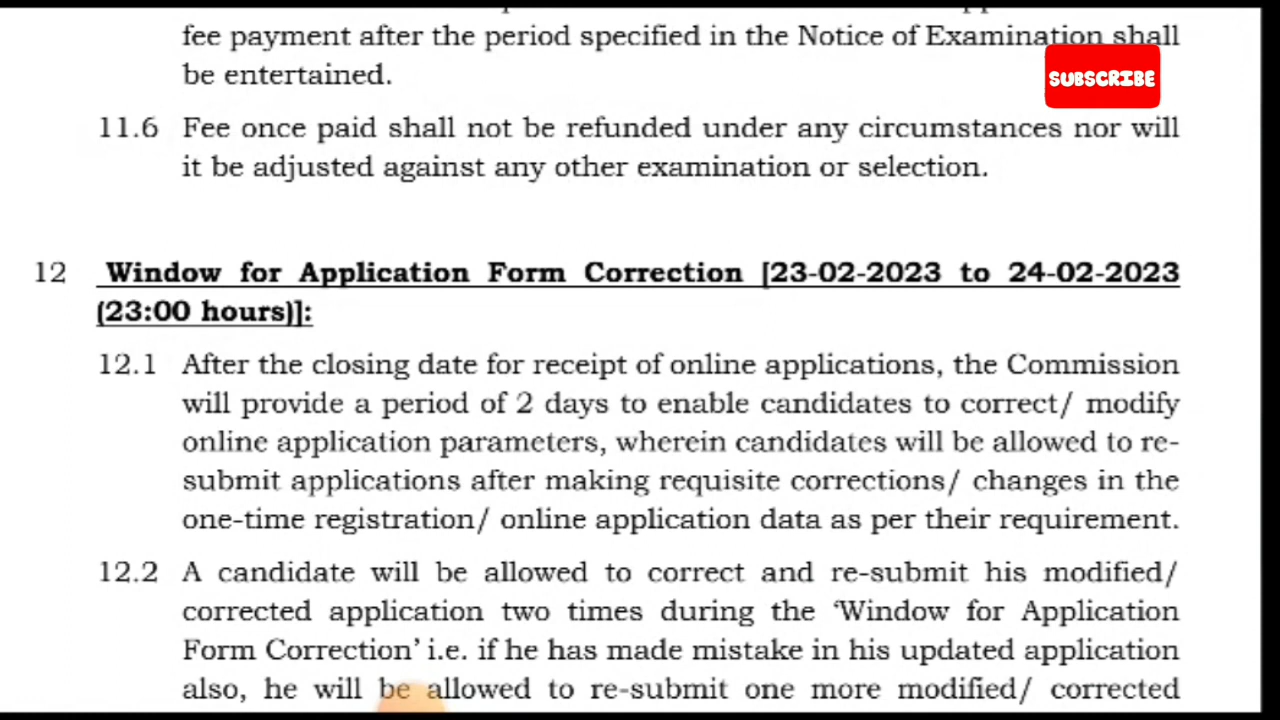 fee payment after the period specified in the Notice of Examination shall
be entertained.
SUBSCRIBE
11.6 Fee once paid shall not be refunded under any circumstances nor will
it be adjusted against any other examination or selection.
12 Window for Application Form Correction [23-02-2023 to 24-02-2023
(23:00 hours)]:
12.1 After the closing date for receipt of online applications, the Commission
will provide a period of 2 days to enable candidates to correct/ modify
online application parameters, wherein candidates will be allowed to re-
submit applications after making requisite corrections/ changes in the
one-time registration/ online application data as per their requirement.
12.2 A candidate will be allowed to correct and re-submit his modified/
corrected application two times during the ‘Window for Application
Form Correction’ i.e. if he has made mistake in his updated application
also, he will be allowed to re-submit one more modified/ corrected